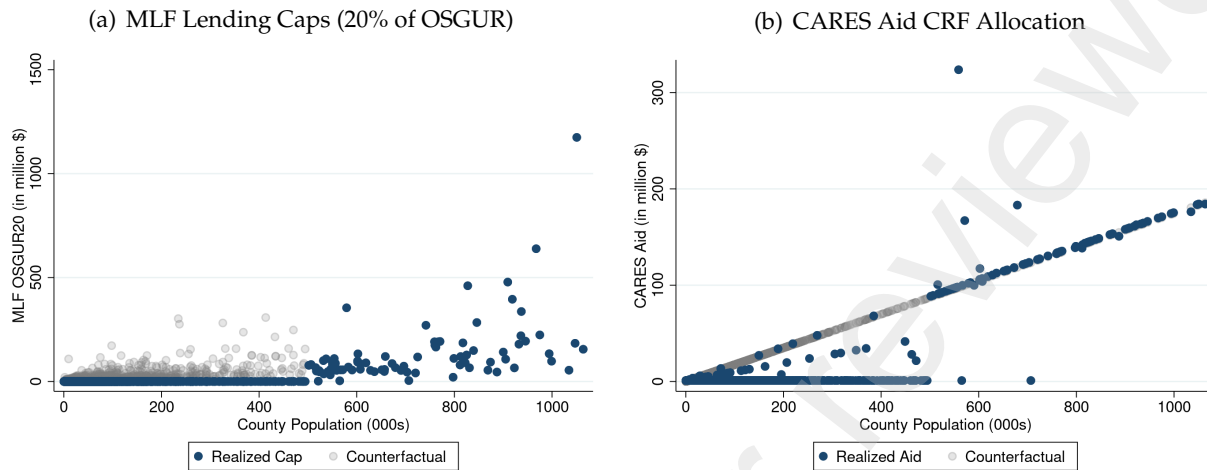 (a) MLF Lending Caps (20% of OSGUR)
MLF OSGUR20 (in million $)
1500
1000
500
0
0 200 400 600 800 1000
County Population (000s)
Realized Cap Counterfactual
(b) CARES Aid CRF Allocation
CARES Aid (in million $)
300
200
100
0
0 200 400 600 800 1000
County Population (000s)
Realized Aid Counterfactual